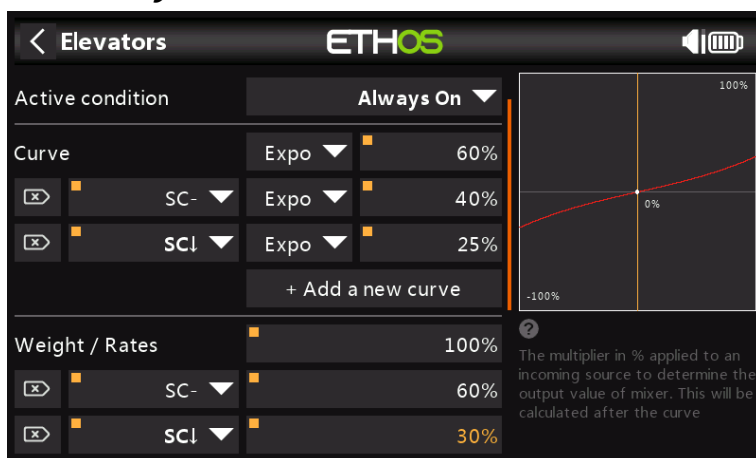 Elevators
ETHOS
Active condition
Always On
Curve
Expo
60%
SC-
Expo
40%
SC↓
Expo
25%
+ Add a new curve
Weight / Rates
100%
SC-
60%
SC↓
30%
100%
0%
-100%
?
The multiplier in % applied to an
incoming source to determine the
output value of mixer. This will be
calculated after the curve